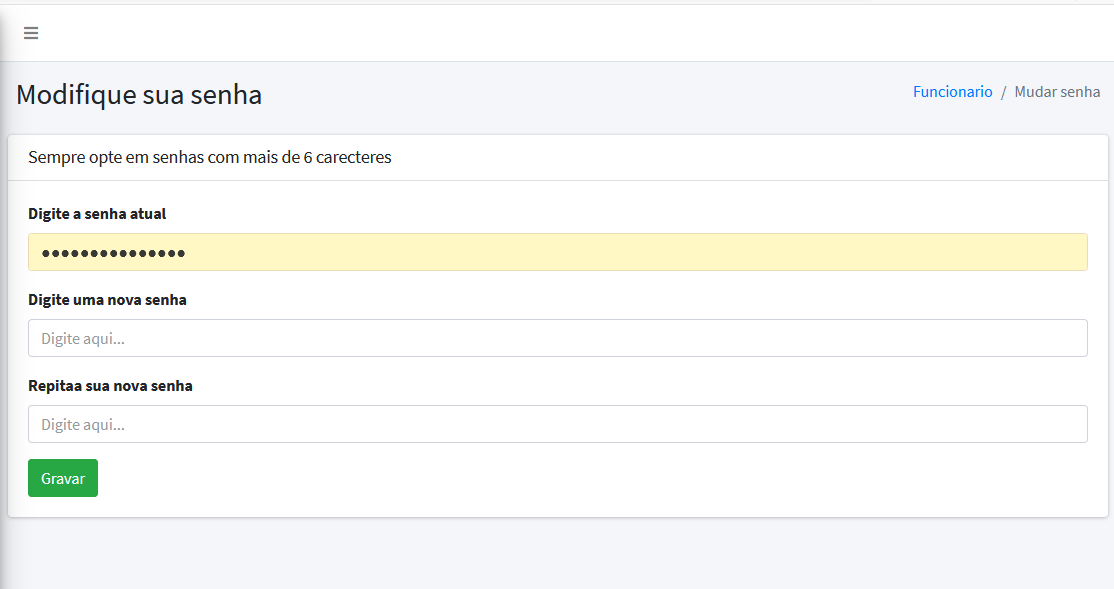 Modifique sua senha
Funcionario / Mudar senha
Sempre opte em senhas com mais de 6 carecteres
Digite a senha atual
●●●●●●●●●●●●●●●
Digite uma nova senha
Digite aqui...
Repitaa sua nova senha
Digite aqui...
Gravar